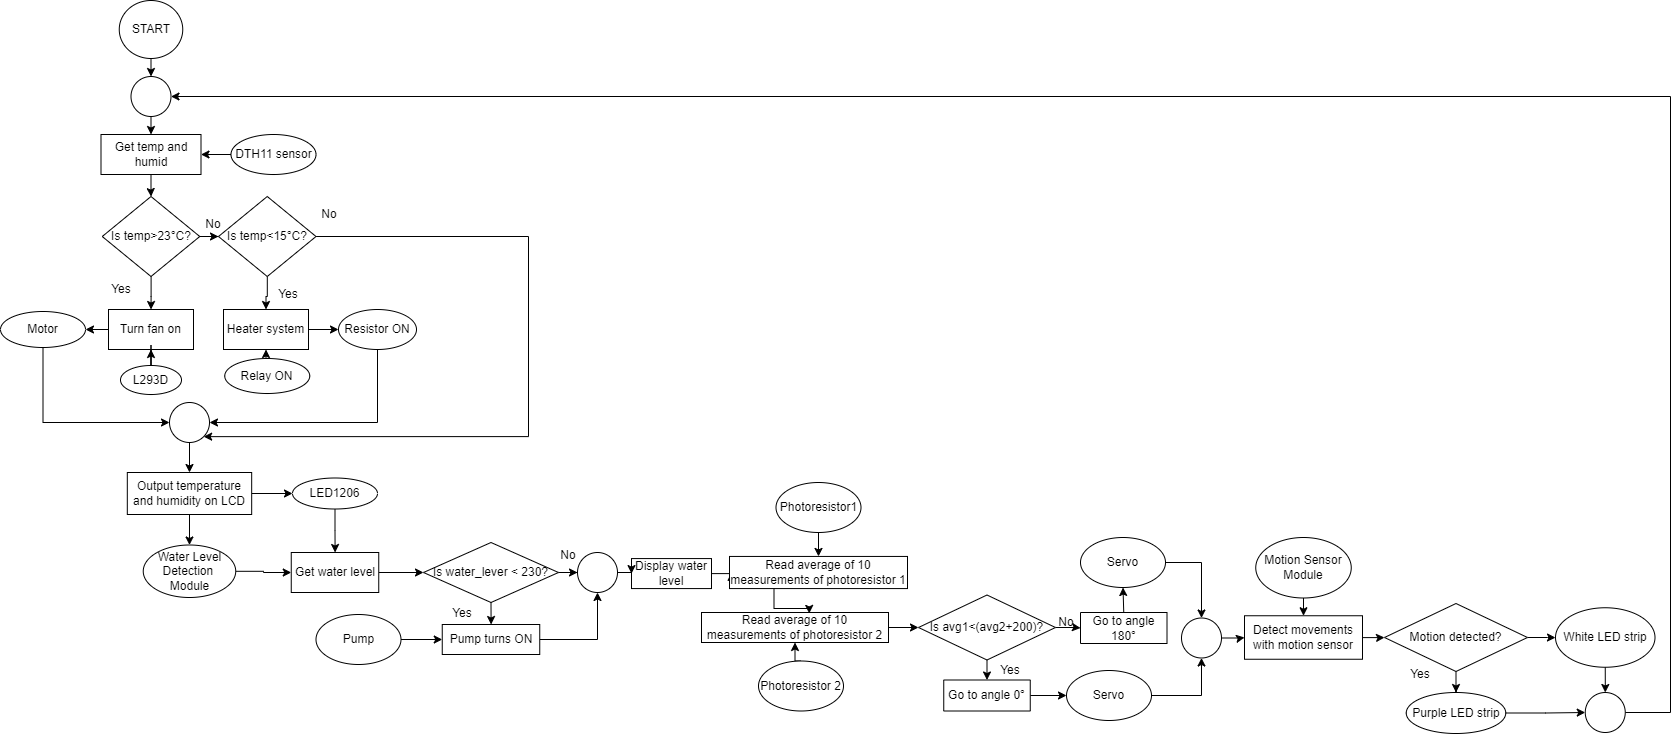 START
Get temp and
humid
DTH11 sensor
Is temp>23°C?
No
Is temp<15°C?
No
Yes
Yes
Motor
Turn fan on
Heater system
Resistor ON
L293D
Relay ON
Output temperature
and humidity on LCD
LED1206
Water Level
Detection
Module
Get water level
Is water_lever < 230?
No
Yes
Pump
Pump turns ON
Display water
level
Photoresistor1
Read average of 10
measurements of photoresistor 1
Read average of 10
measurements of photoresistor 2
Photoresistor 2
Is avg1<(avg2+200)?
No
Yes
Servo
Go to angle
180°
Go to angle 0°
Servo
Motion Sensor
Module
Detect movements
with motion sensor
Motion detected?
Yes
White LED strip
Purple LED strip